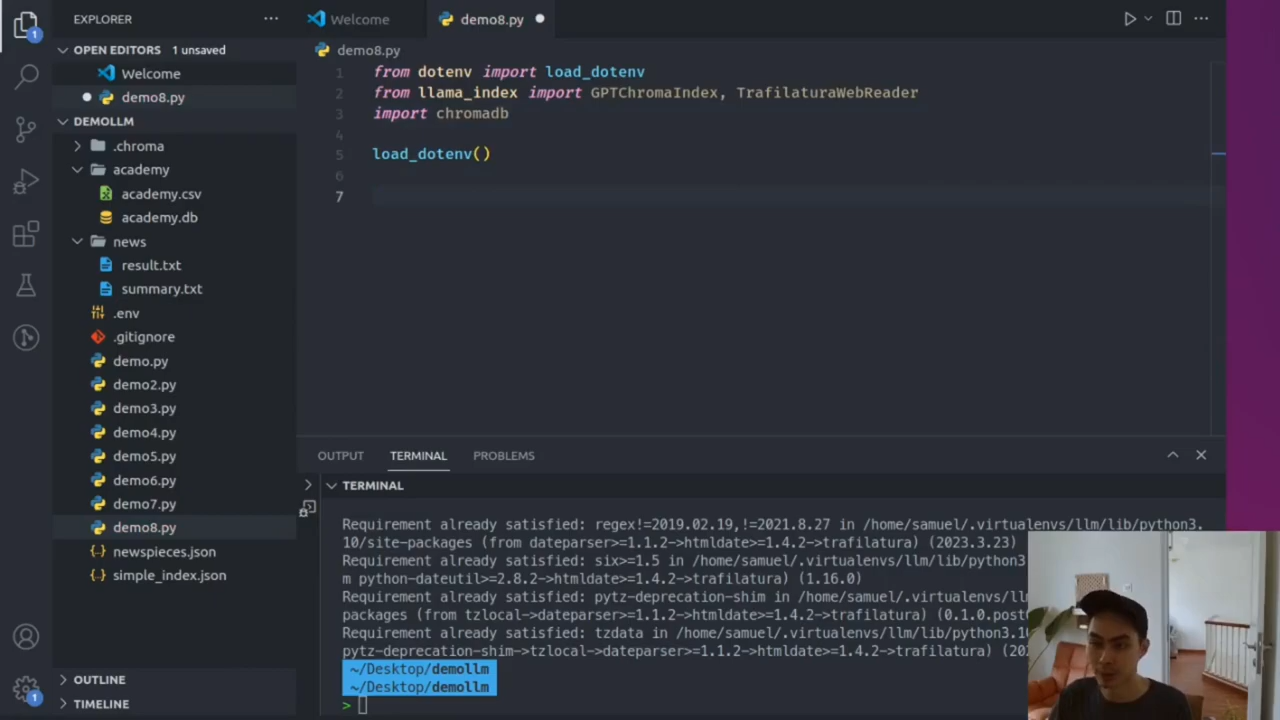 EXPLORER
OPEN EDITORS 1 unsaved
Welcome
demo8.py
DEMOLLM
.chroma
academy
academy.csv
academy.db
news
result.txt
summary.txt
.env
.gitignore
demo.py
demo2.py
demo3.py
demo4.py
demo5.py
demo6.py
demo7.py
demo8.py
newspieces.json
simple_index.json
OUTLINE
TIMELINE
1
1
Welcome
demo8.py
demo8.py
1 from dotenv import load_dotenv
2 from llama_index import GPTChromaIndex, TrafilaturaWebReader
3 import chromadb
4
5 load_dotenv()
6
7
OUTPUT TERMINAL PROBLEMS
TERMINAL
Requirement already satisfied: regex!=2019.02.19,!=2021.8.27 in /home/samuel/.virtualenvs/llm/lib/python3.
10/site-packages (from dateparser>=1.1.2->htmldate>=1.4.2->trafilatura) (2023.3.23)
Requirement already satisfied: six>=1.5 in /home/samuel/.virtualenvs/llm/lib/python3
m python-dateutil>=2.8.2->htmldate>=1.4.2->trafilatura) (1.16.0)
Requirement already satisfied: pytz-deprecation-shim in /home/samuel/.virtualenvs/llm
packages (from tzlocal->dateparser>=1.1.2->htmldate>=1.4.2->trafilatura) (0.1.0.post
Requirement already satisfied: tzdata in /home/samuel/.virtualenvs/llm/lib/python3.10
pytz-deprecation-shim->tzlocal->dateparser>=1.1.2->htmldate>=1.4.2->trafilatura) (202
~/Desktop/demollm
~/Desktop/demollm
>